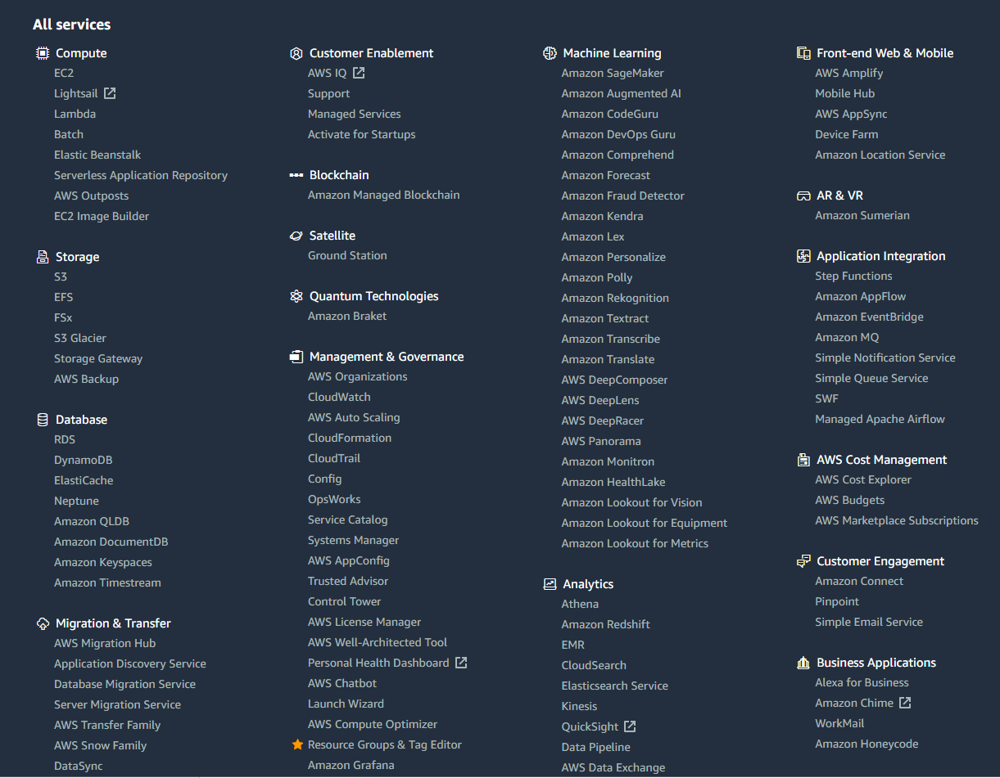 All services
Compute
EC2
Lightsail
Lambda
Batch
Elastic Beanstalk
Serverless Application Repository
AWS Outposts
EC2 Image Builder
Storage
S3
EFS
FSx
S3 Glacier
Storage Gateway
AWS Backup
Database
RDS
DynamoDB
ElastiCache
Neptune
Amazon QLDB
Amazon DocumentDB
Amazon Keyspaces
Amazon Timestream
Migration & Transfer
AWS Migration Hub
Application Discovery Service
Database Migration Service
Server Migration Service
AWS Transfer Family
AWS Snow Family
DataSync
Customer Enablement
AWS IQ
Support
Managed Services
Activate for Startups
Blockchain
Amazon Managed Blockchain
Satellite
Ground Station
Quantum Technologies
Amazon Braket
Management & Governance
AWS Organizations
CloudWatch
AWS Auto Scaling
CloudFormation
CloudTrail
Config
OpsWorks
Service Catalog
Systems Manager
AWS AppConfig
Trusted Advisor
Control Tower
AWS License Manager
AWS Well-Architected Tool
Personal Health Dashboard
AWS Chatbot
Launch Wizard
AWS Compute Optimizer
Resource Groups & Tag Editor
Amazon Grafana
Machine Learning
Amazon SageMaker
Amazon Augmented AI
Amazon CodeGuru
Amazon DevOps Guru
Amazon Comprehend
Amazon Forecast
Amazon Fraud Detector
Amazon Kendra
Amazon Lex
Amazon Personalize
Amazon Polly
Amazon Rekognition
Amazon Textract
Amazon Transcribe
Amazon Translate
AWS DeepComposer
AWS DeepLens
AWS DeepRacer
AWS Panorama
Amazon Monitron
Amazon HealthLake
Amazon Lookout for Vision
Amazon Lookout for Equipment
Amazon Lookout for Metrics
Analytics
Athena
Amazon Redshift
EMR
CloudSearch
Elasticsearch Service
Kinesis
QuickSight
Data Pipeline
AWS Data Exchange
Front-end Web & Mobile
AWS Amplify
Mobile Hub
AWS AppSync
Device Farm
Amazon Location Service
AR & VR
Amazon Sumerian
Application Integration
Step Functions
Amazon AppFlow
Amazon EventBridge
Amazon MQ
Simple Notification Service
Simple Queue Service
SWF
Managed Apache Airflow
AWS Cost Management
AWS Cost Explorer
AWS Budgets
AWS Marketplace Subscriptions
Customer Engagement
Amazon Connect
Pinpoint
Simple Email Service
Business Applications
Alexa for Business
Amazon Chime
WorkMail
Amazon Honeycode